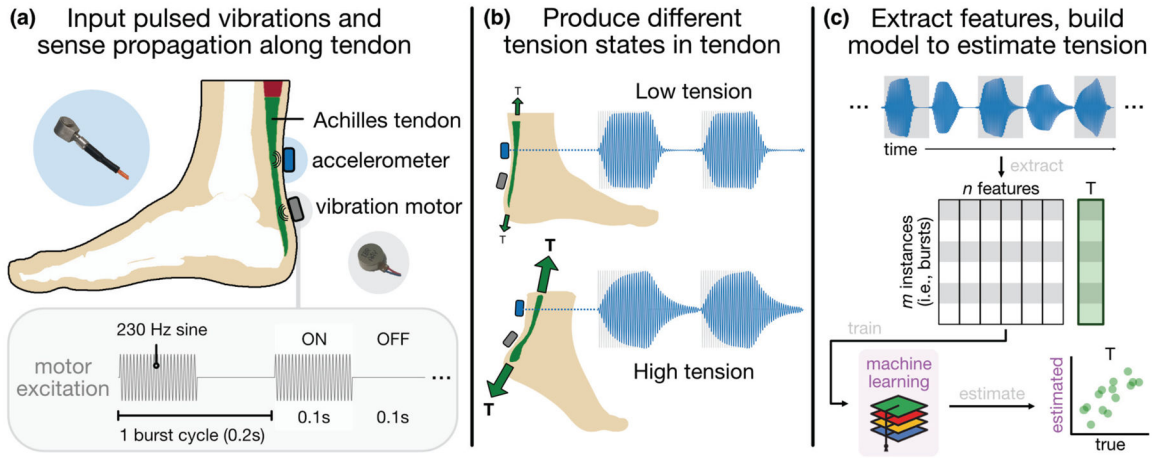 (a) Input pulsed vibrations and
sense propagation along tendon
Achilles tendon
accelerometer
vibration motor
230 Hz sine
ON
OFF
motor
excitation
...
0.1s
0.1s
1 burst cycle (0.2s)
(b) Produce different
tension states in tendon
T
Low tension
T
T
High tension
T
(c) Extract features, build
model to estimate tension
...
...
time
extract
n features
T
m instances
(i.e., bursts)
train
machine
learning
estimate
T
estimated
true